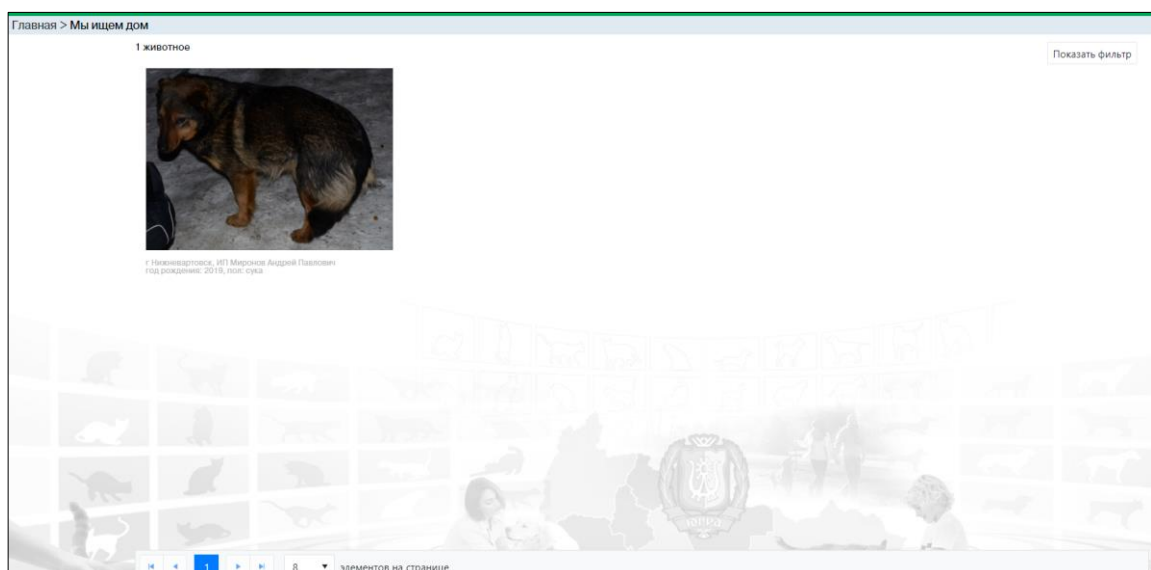 Главная > Мы ищем дом
1 животное
Показать фильтр
г Нижневартовск, ИП Миронов Андрей Павлович
год рождения: 2019, пол: сука
ЮГРА
1
8
элементов на странице